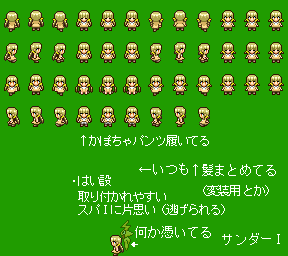 ↑かぼちゃパンツ履いてる
←いつも↑髪まとめてる
(変装用とか)
・はい設
取り付かれやすい
スパIに片思い(逃げられる)
何か憑いてる
←
サンダーI